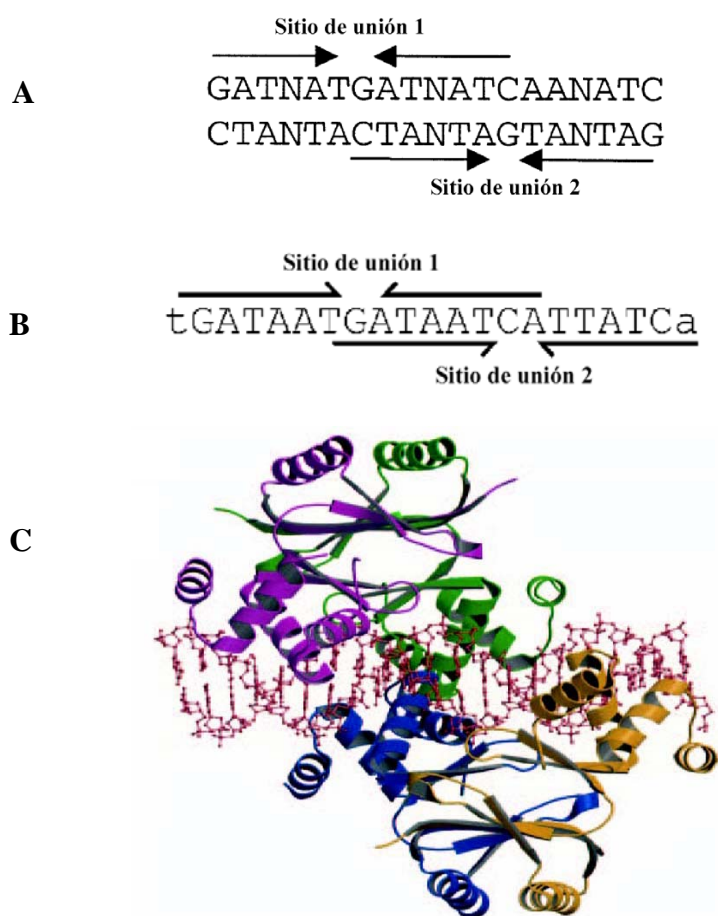 Sitio de unión 1
A
GATNATGATNATCAANATC
CTANTACTANTAGTANTAG
Sitio de unión 2
Sitio de unión 1
B
tGATAATGATAATCATTATCa
Sitio de unión 2
C